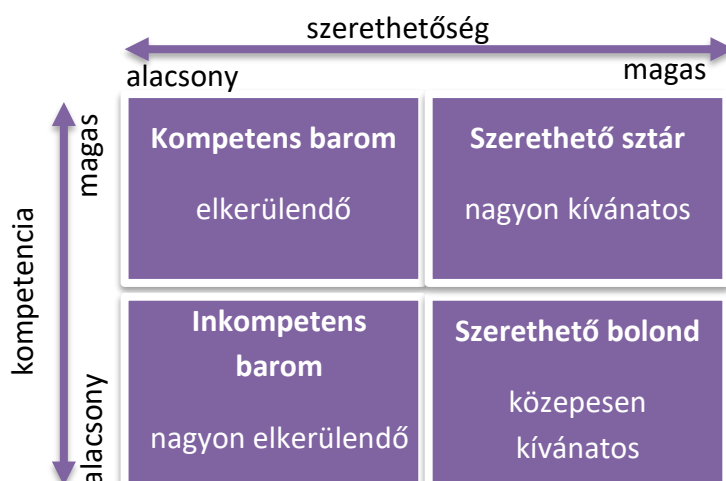 szerethetőség
alacsony
magas
kompetencia
magas
alacsony
Kompetens barom
elkerülendő
Szerethető sztár
nagyon kívánatos
Inkompetens
barom
nagyon elkerülendő
Szerethető bolond
közepesen
kívánatos